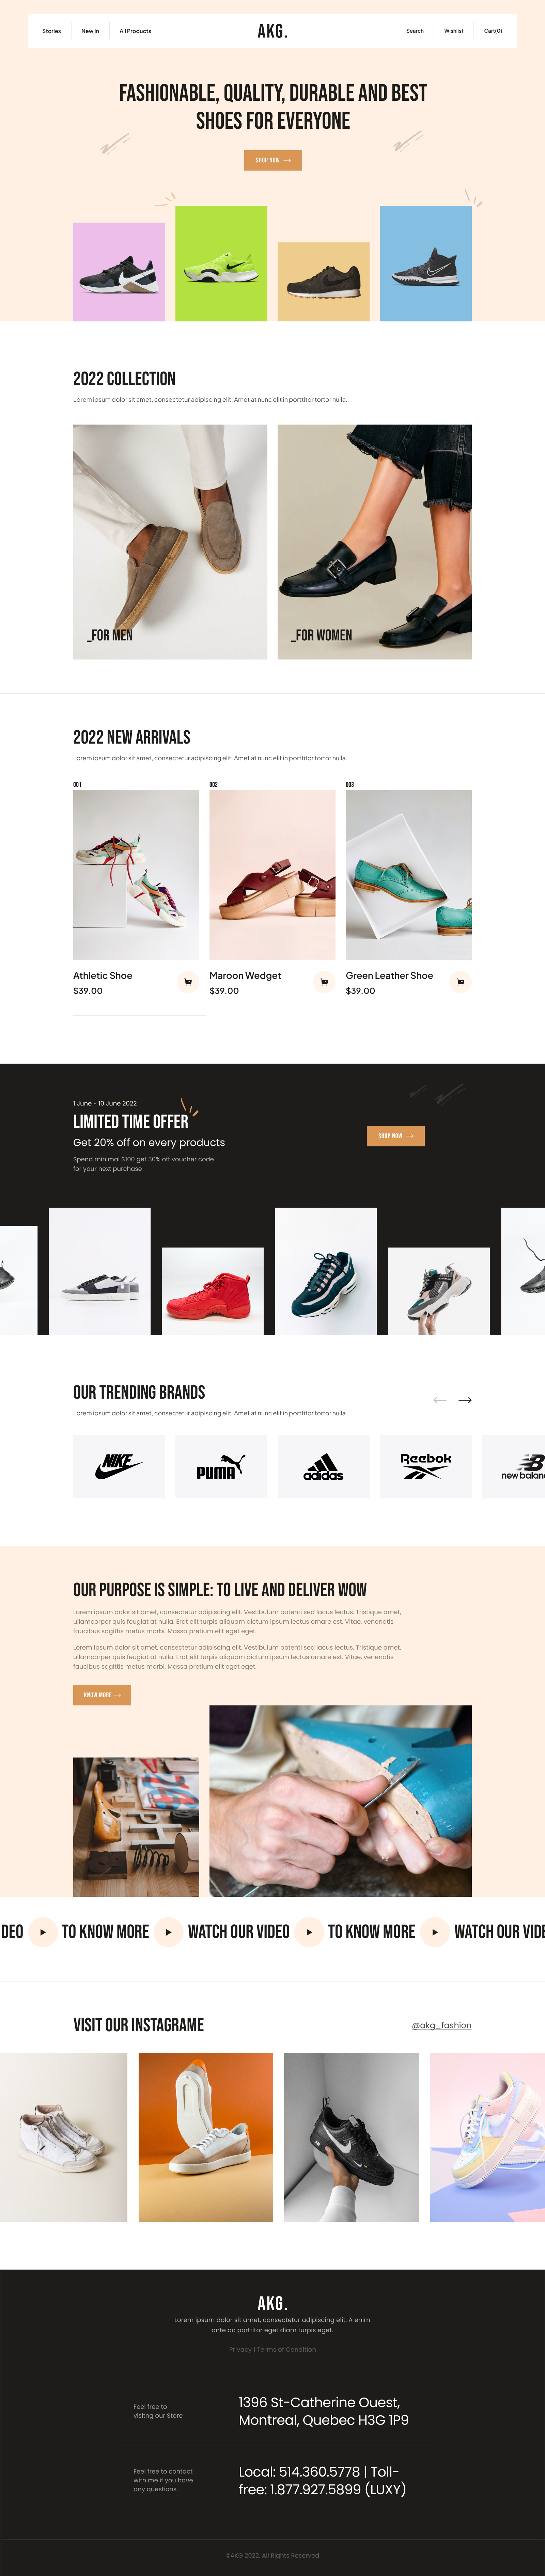 Stories
New In
All Products
AKG.
Search
Wishlist
Cart(0)
FASHIONABLE, QUALITY, DURABLE AND BEST
SHOES FOR EVERYONE
SHOP NOW
2022 COLLECTION
Lorem ipsum dolor sit amet, consectetur adipiscing elit. Amet at nunc elit in porttitor tortor nulla.
_FOR MEN
_FOR WOMEN
2022 NEW ARRIVALS
Lorem ipsum dolor sit amet, consectetur adipiscing elit. Amet at nunc elit in porttitor tortor nulla.
001
002
003
Athletic Shoe
$39.00
Maroon Wedget
$39.00
Green Leather Shoe
$39.00
1 June - 10 June 2022
LIMITED TIME OFFER
Get 20% off on every products
Spend minimal $100 get 30% off voucher code
for your next purchase
SHOP NOW
OUR TRENDING BRANDS
Lorem ipsum dolor sit amet, consectetur adipiscing elit. Amet at nunc elit in porttitor tortor nulla.
NIKE
PUMA
adidas
Reebok
NB
new balanc
OUR PURPOSE IS SIMPLE: TO LIVE AND DELIVER WOW
Lorem ipsum dolor sit amet, consectetur adipiscing elit. Vestibulum potenti sed lacus lectus. Tristique amet,
ullamcorper quis feugiat at nulla. Erat elit turpis aliquam dictum ipsum lectus ornare est. Vitae, venenatis
faucibus sagittis metus morbi. Massa pretium elit eget eget.
Lorem ipsum dolor sit amet, consectetur adipiscing elit. Vestibulum potenti sed lacus lectus. Tristique amet,
ullamcorper quis feugiat at nulla. Erat elit turpis aliquam dictum ipsum lectus ornare est. Vitae, venenatis
faucibus sagittis metus morbi. Massa pretium elit eget eget.
KNOW MORE
IDEO TO KNOW MORE WATCH OUR VIDEO TO KNOW MORE WATCH OUR VIDE
VISIT OUR INSTAGRAME
@akg_fashion
AKG.
Lorem ipsum dolor sit amet, consectetur adipiscing elit. A enim
ante ac porttitor eget diam turpis eget.
Privacy | Terms of Condition
Feel free to
visitng our Store
1396 St-Catherine Ouest,
Montreal, Quebec H3G 1P9
Feel free to contact
with me if you have
any questions.
Local: 514.360.5778 | Toll-
free: 1.877.927.5899 (LUXY)
©AKG 2022. All Rights Reserved